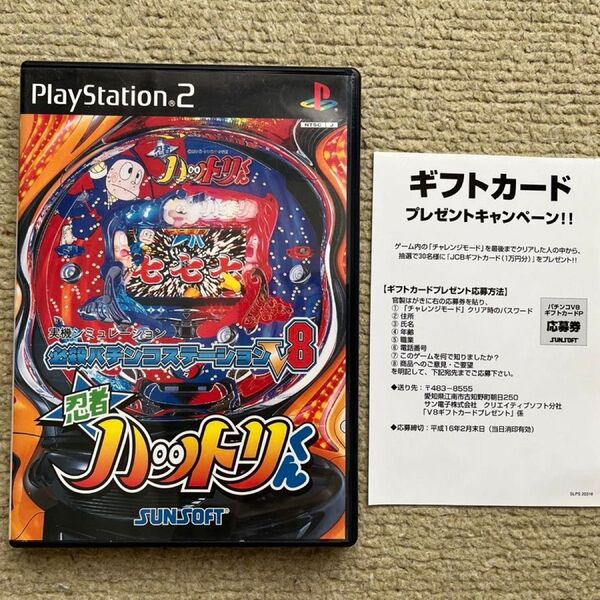 PlayStation®2
NTSC J
忍者
ハットリくん
七七七
実機シミュレーション
必殺パチンコステーションV8
忍者
ハットリくん
SUNSOFT
ギフトカード
プレゼントキャンペーン!!
ゲーム内の「チャレンジモード」を最後までクリアした人の中から、
抽選で30名様に「JCBギフトカード(1万円分)」をプレゼント!!
【ギフトカードプレゼント応募方法】
官製はがきに右の応募券を貼り、
①「チャレンジモード」クリア時のパスワード
②住所
③氏名
④年齢
⑤職業
⑥電話番号
⑦このゲームを何で知りましたか?
⑧商品へのご意見・ご要望
を明記して、下記宛先までご応募下さい。
パチンコV8
ギフトカードP
応募券
SUNSOFT
◆送り先:〒483-8555
愛知県江南市古知野町朝日250
サン電子株式会社 クリエイティブソフト分社
「V8ギフトカードプレゼント」係
◆応募締切:平成16年2月末日(当日消印有効)
SLPS 20316